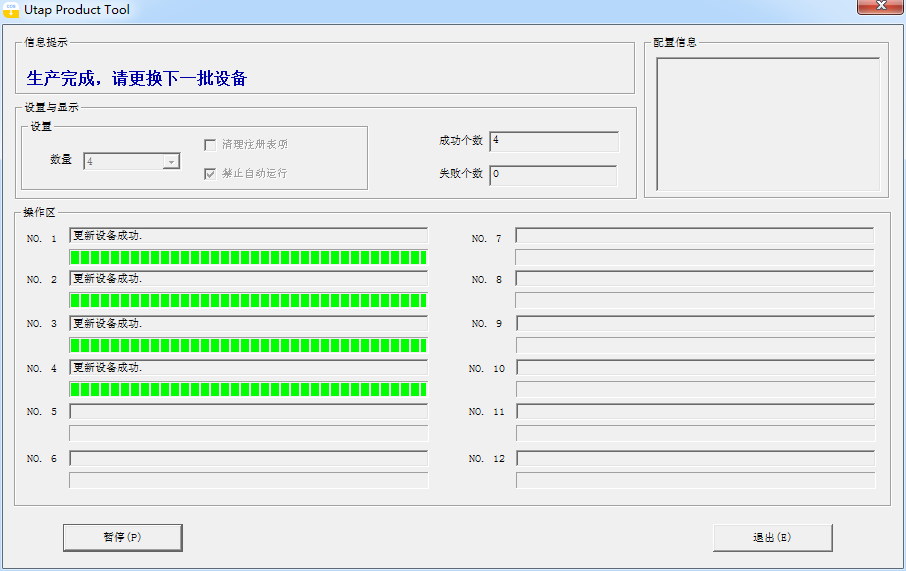 Utap Product Tool
信息提示
生产完成，请更换下一批设备
配置信息
设置与显示
设置
数量 4
清理注册表项
禁止自动运行
成功个数 4
失败个数 0
操作区
NO. 1 更新设备成功.
NO. 2 更新设备成功.
NO. 3 更新设备成功.
NO. 4 更新设备成功.
NO. 5
NO. 6
NO. 7
NO. 8
NO. 9
NO. 10
NO. 11
NO. 12
暂停(P)
退出(E)